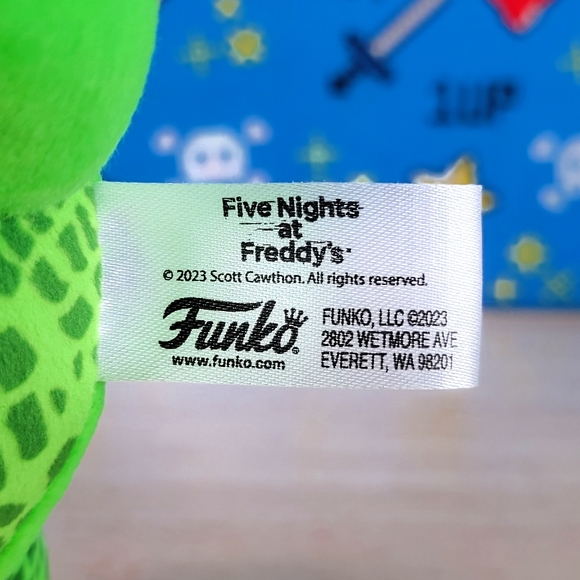 1UP
Five Nights
at
Freddy's
© 2023 Scott Cawthon. All rights reserved.
Funko
www.funko.com
FUNKO, LLC ©2023
2802 WETMORE AVE
EVERETT, WA 98201